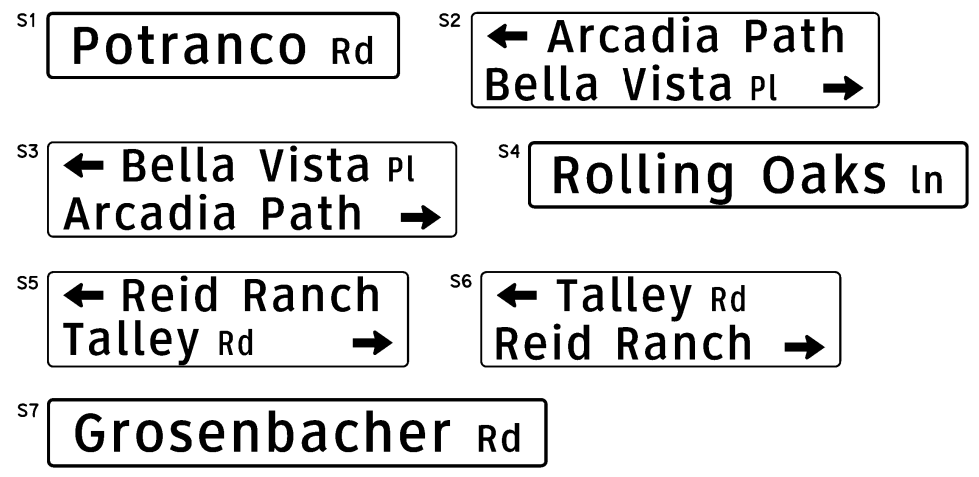 S1 Potranco Rd
S2 ← Arcadia Path
Bella Vista Pl →
S3 ← Bella Vista Pl
Arcadia Path →
S4 Rolling Oaks ln
S5 ← Reid Ranch
Talley Rd →
S6 ← Talley Rd
Reid Ranch →
S7 Grosenbacher Rd